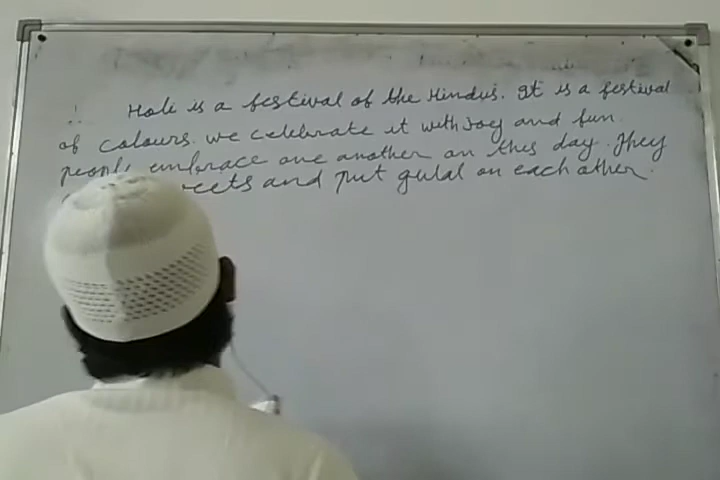 Holi is a festival of the Hindus. It is a festival
of colours. we celebrate it with Joy and fun.
people embrace one another on this day. They
and put gulal on each other.